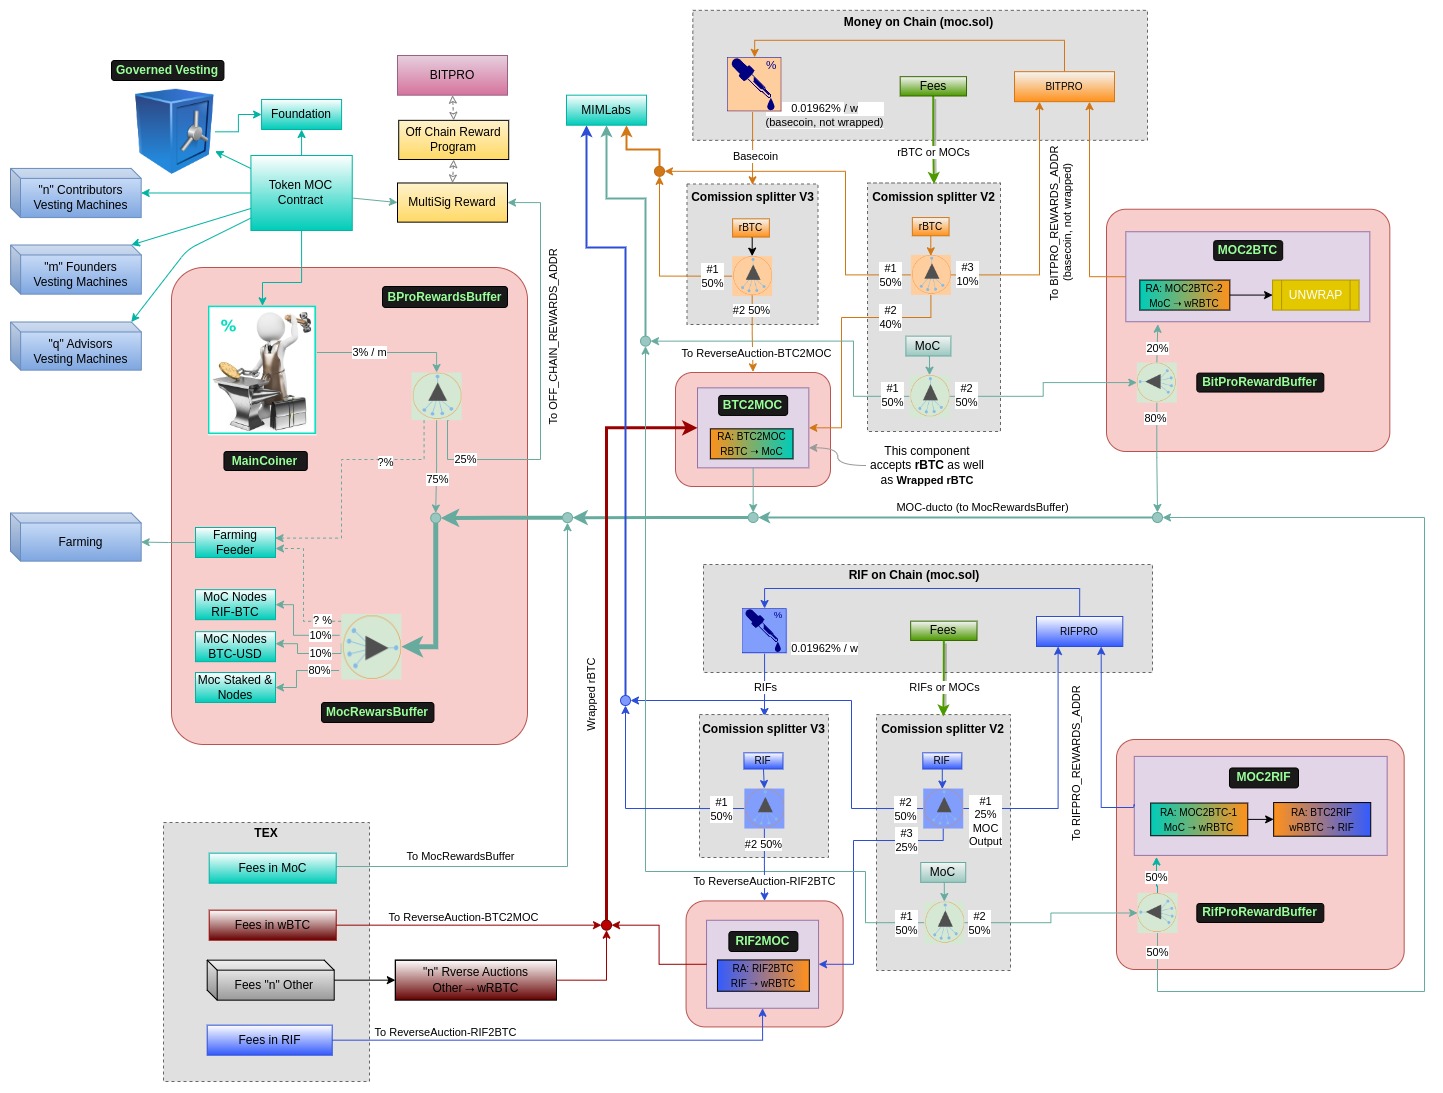 Money on Chain (moc.sol)
%
0.01962% / w
(basecoin, not wrapped)
Fees
BITPRO
Basecoin
rBTC or MOCs
To BITPRO_REWARDS_ADDR
(basecoin, not wrapped)
Governed Vesting
Foundation
Token MOC
Contract
"n" Contributors
Vesting Machines
"m" Founders
Vesting Machines
"q" Advisors
Vesting Machines
BITPRO
Off Chain Reward
Program
MultiSig Reward
MIMLabs
To OFF_CHAIN_REWARDS_ADDR
BProRewardsBuffer
%
3% / m
MainCoiner
?%
25%
75%
Farming
Farming
Feeder
MoC Nodes
RIF-BTC
MoC Nodes
BTC-USD
Moc Staked &
Nodes
? %
10%
10%
80%
MocRewarsBuffer
Comission splitter V3
rBTC
#1
50%
#2 50%
To ReverseAuction-BTC2MOC
Comission splitter V2
rBTC
#1
50%
#3
10%
#2
40%
MoC
#1
50%
#2
50%
BTC2MOC
RA: BTC2MOC
RBTC ➝ MoC
This component
accepts rBTC as well
as Wrapped rBTC
MOC2BTC
RA: MOC2BTC-2
MoC ➝ wRBTC
UNWRAP
20%
BitProRewardBuffer
80%
MOC-ducto (to MocRewardsBuffer)
RIF on Chain (moc.sol)
%
0.01962% / w
Fees
RIFPRO
RIFs
RIFs or MOCs
To RIFPRO_REWARDS_ADDR
Wrapped rBTC
Comission splitter V3
RIF
#1
50%
#2 50%
To ReverseAuction-RIF2BTC
Comission splitter V2
RIF
#2
50%
#1
25%
MOC
Output
#3
25%
MoC
#1
50%
#2
50%
MOC2RIF
RA: MOC2BTC-1
MoC ➝ wRBTC
RA: BTC2RIF
wRBTC ➝ RIF
50%
RifProRewardBuffer
50%
RIF2MOC
RA: RIF2BTC
RIF ➝ wRBTC
TEX
Fees in MoC
To MocRewardsBuffer
Fees in wBTC
To ReverseAuction-BTC2MOC
Fees "n" Other
"n" Rverse Auctions
Other→wRBTC
Fees in RIF
To ReverseAuction-RIF2BTC